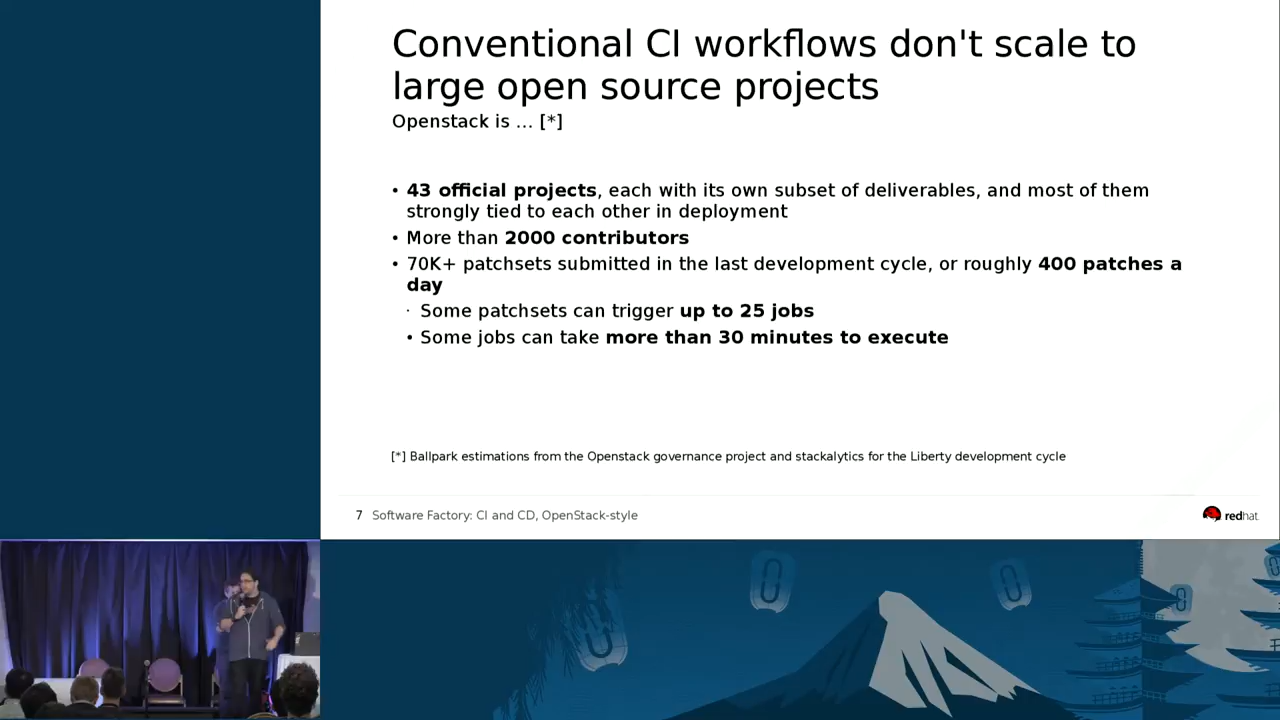 Conventional CI workflows don't scale to
large open source projects
Openstack is ... [*]
• 43 official projects, each with its own subset of deliverables, and most of them
strongly tied to each other in deployment
• More than 2000 contributors
• 70K+ patchsets submitted in the last development cycle, or roughly 400 patches a
day
· Some patchsets can trigger up to 25 jobs
• Some jobs can take more than 30 minutes to execute
[*] Ballpark estimations from the Openstack governance project and stackalytics for the Liberty development cycle
7 Software Factory: CI and CD, OpenStack-style
redhat